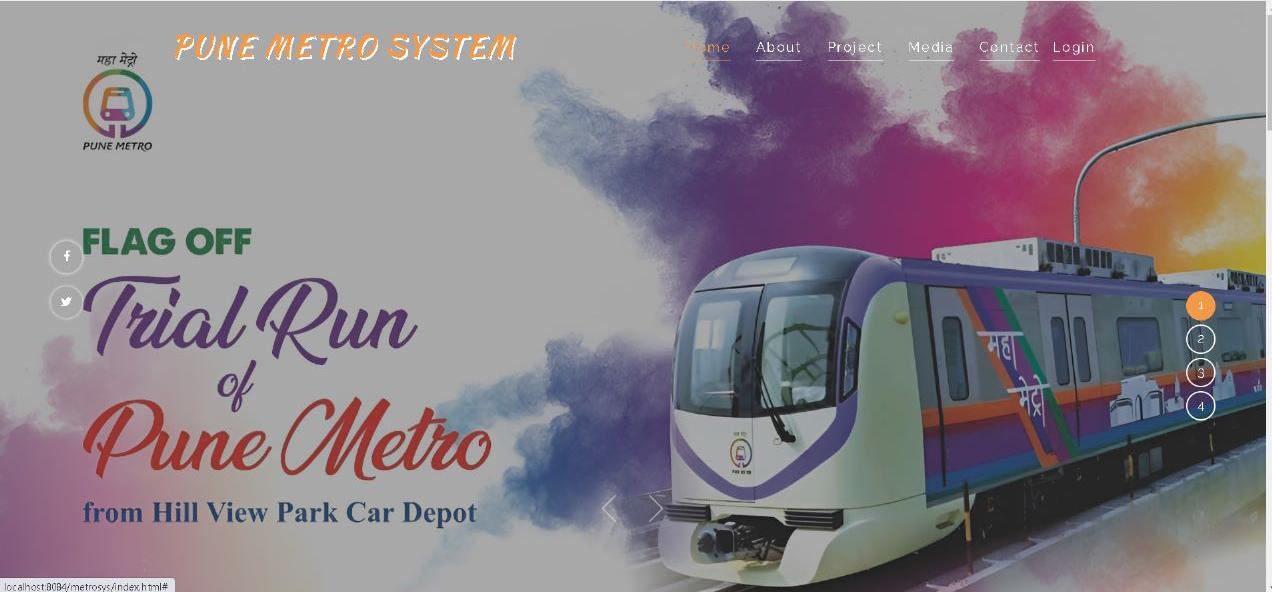 PUNE METRO SYSTEM
Home About Project Media Contact Login
महा मेट्रो
PUNE METRO
FLAG OFF
Trial Run
of
Pune Metro
from Hill View Park Car Depot
महा
मेट्रो
1
2
3
4
localhost:8084/metrosys/index.html#